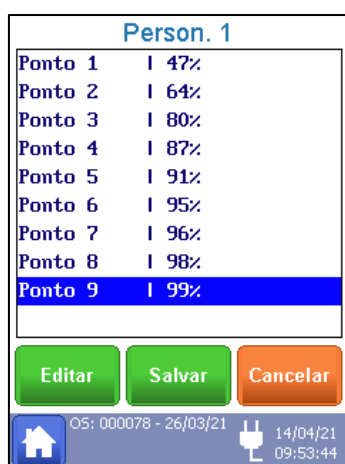 Person. 1
Ponto 1 | 47%
Ponto 2 | 64%
Ponto 3 | 80%
Ponto 4 | 87%
Ponto 5 | 91%
Ponto 6 | 95%
Ponto 7 | 96%
Ponto 8 | 98%
Ponto 9 | 99%
Editar Salvar Cancelar
OS: 000078 - 26/03/21
14/04/21
09:53:44